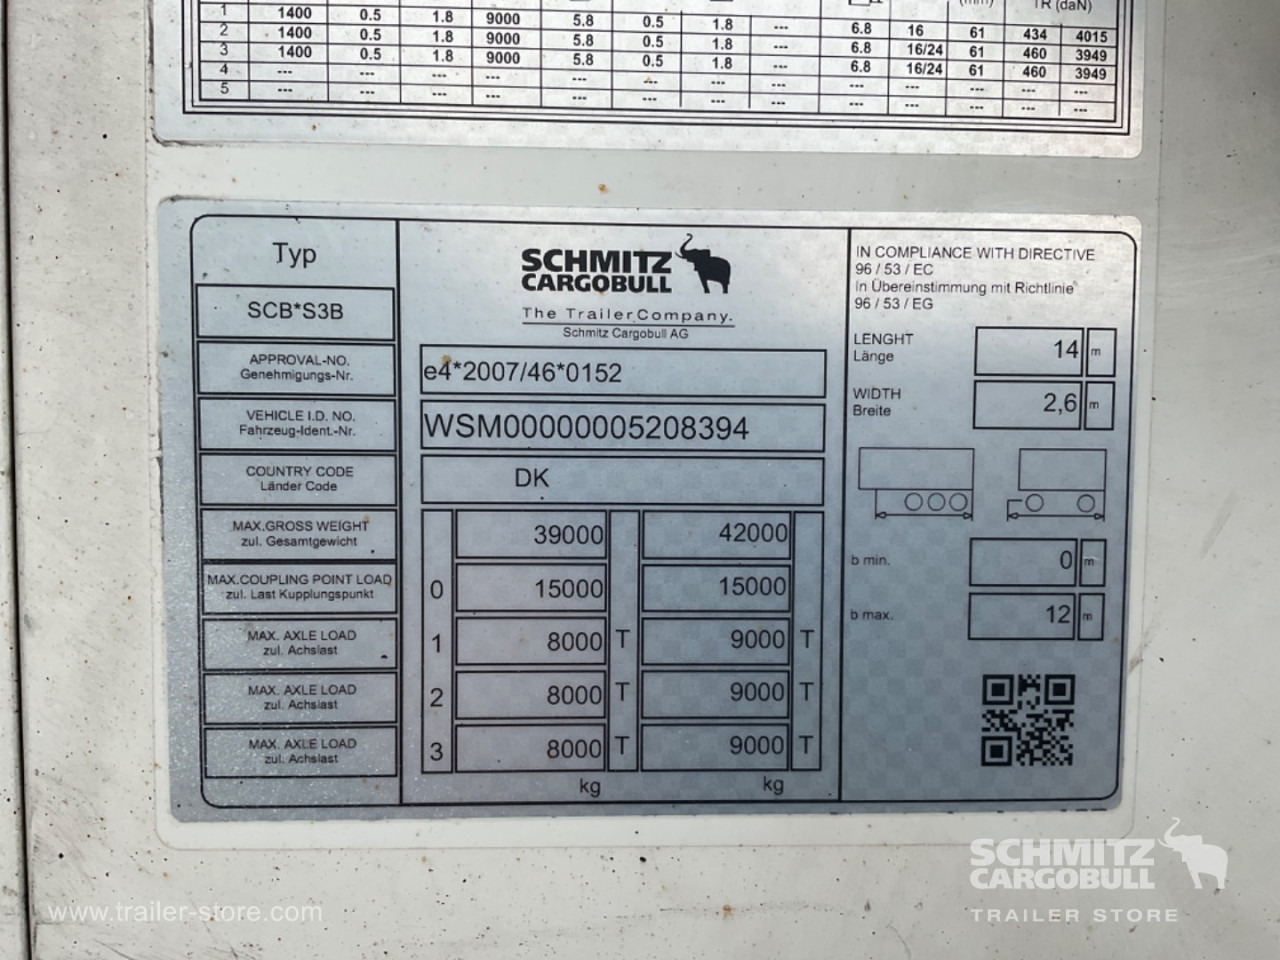 (mm) TR (daN)
1 1400 0.5 1.8 9000 5.8 0.5 1.8 --- 6.8 16 61 434 4015
2 1400 0.5 1.8 9000 5.8 0.5 1.8 --- 6.8 16/24 61 460 3949
3 1400 0.5 1.8 9000 5.8 0.5 1.8 --- 6.8 16/24 61 460 3949
4 --- --- --- --- --- --- --- --- --- --- --- --- ---
5 --- --- --- --- --- --- --- --- --- --- --- --- ---
Typ
SCB*S3B
SCHMITZ
CARGOBULL
The Trailer Company.
Schmitz Cargobull AG
APPROVAL-NO.
Genehmigungs-Nr.
e4*2007/46*0152
VEHICLE I.D. NO.
Fahrzeug-Ident.-Nr.
WSM00000005208394
COUNTRY CODE
Länder Code
DK
MAX.GROSS WEIGHT
zul. Gesamtgewicht
39000 42000
MAX.COUPLING POINT LOAD
zul. Last Kupplungspunkt
0 15000 15000
MAX. AXLE LOAD
zul. Achslast
1 8000 T 9000 T
MAX. AXLE LOAD
zul. Achslast
2 8000 T 9000 T
MAX. AXLE LOAD
zul. Achslast
3 8000 T 9000 T
kg kg
IN COMPLIANCE WITH DIRECTIVE
96 / 53 / EC
In Übereinstimmung mit Richtlinie
96 / 53 / EG
LENGHT
Länge
14 m
WIDTH
Breite
2,6 m
b min. 0 m
b max. 12 m
SCHMITZ
CARGOBULL
TRAILER STORE
www.trailer-store.com